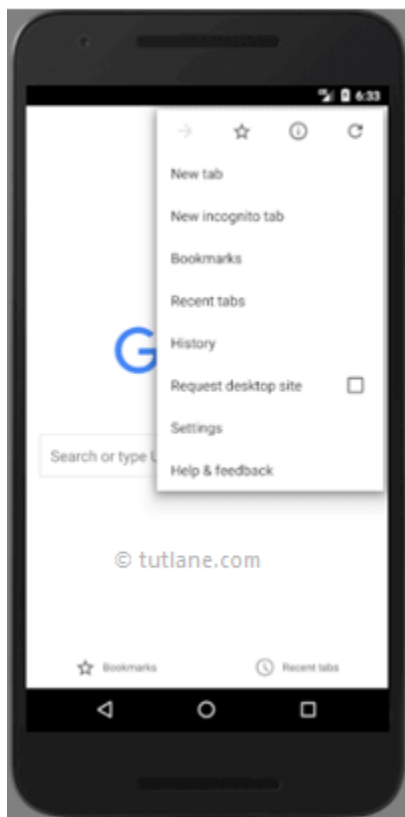 6:33
New tab
New incognito tab
Bookmarks
Recent tabs
History
Request desktop site
Settings
Help & feedback
G
Search or type
© tutlane.com
Bookmarks Recent tabs